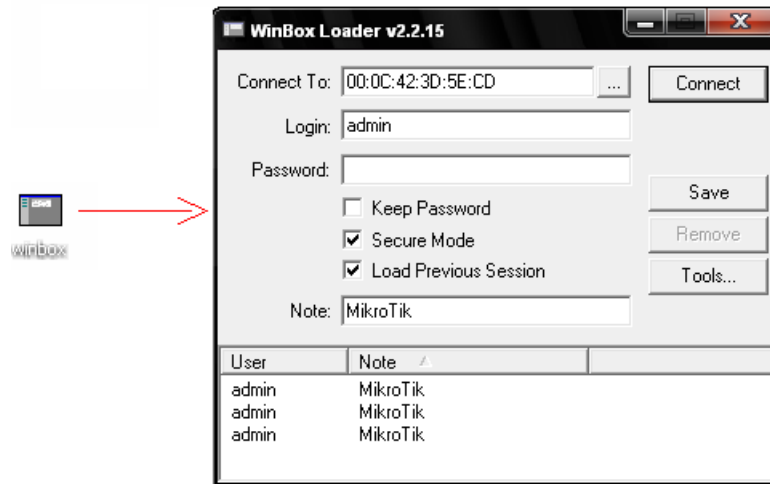 WinBox Loader v2.2.15
Connect To: 00:0C:42:3D:5E:CD ... Connect
Login: admin
Password:
Keep Password
Save
Secure Mode
Remove
Load Previous Session
Tools...
Note: MikroTik
User Note
admin MikroTik
admin MikroTik
admin MikroTik
winbox